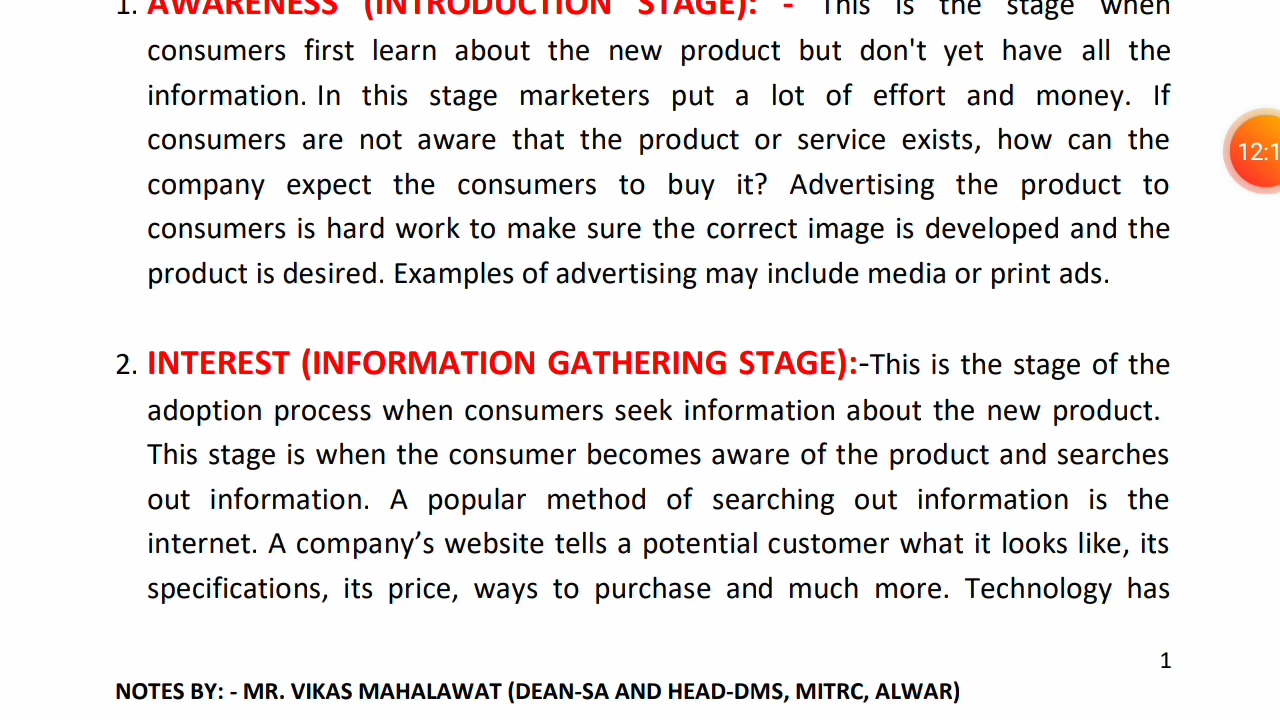 1. AWARENESS (INTRODUCTION STAGE): - This is the stage when
consumers first learn about the new product but don't yet have all the
information. In this stage marketers put a lot of effort and money. If
consumers are not aware that the product or service exists, how can the
company expect the consumers to buy it? Advertising the product to
consumers is hard work to make sure the correct image is developed and the
product is desired. Examples of advertising may include media or print ads.
2. INTEREST (INFORMATION GATHERING STAGE):-This is the stage of the
adoption process when consumers seek information about the new product.
This stage is when the consumer becomes aware of the product and searches
out information. A popular method of searching out information is the
internet. A company’s website tells a potential customer what it looks like, its
specifications, its price, ways to purchase and much more. Technology has
1
NOTES BY: - MR. VIKAS MAHALAWAT (DEAN-SA AND HEAD-DMS, MITRC, ALWAR)